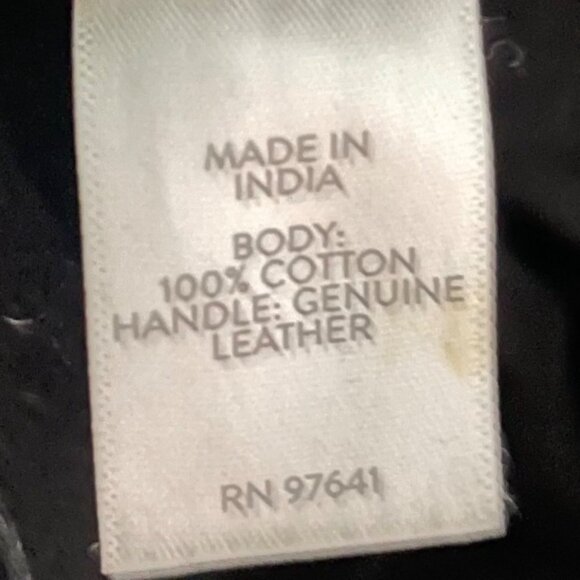 MADE IN
INDIA
BODY:
100% COTTON
HANDLE: GENUINE
LEATHER
RN 97641